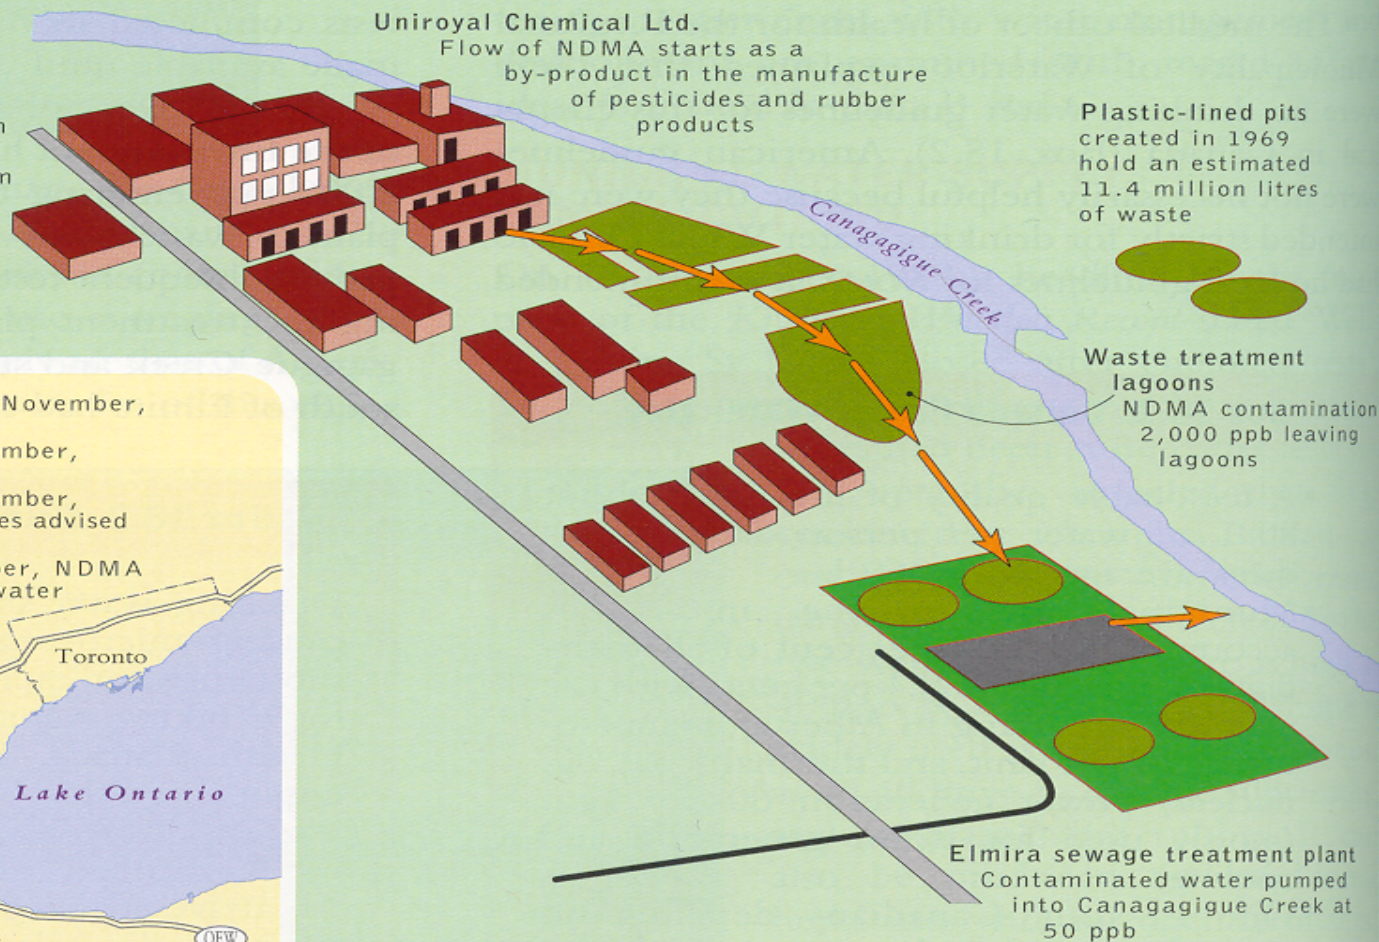 Uniroyal Chemical Ltd.
Flow of NDMA starts as a
by-product in the manufacture
of pesticides and rubber
products
Plastic-lined pits
created in 1969
hold an estimated
11.4 million litres
of waste
Canagagigue Creek
Waste treatment
lagoons
NDMA contamination
2,000 ppb leaving
lagoons
November,
mber,
mber,
es advised
er, NDMA
water
Toronto
Lake Ontario
QEW
Elmira sewage treatment plant
Contaminated water pumped
into Canagagigue Creek at
50 ppb